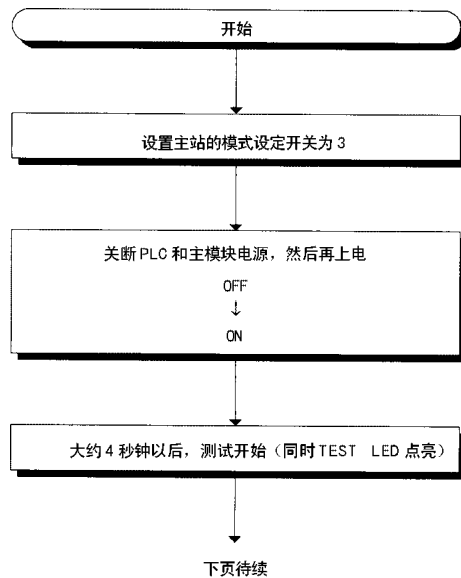 开始
设置主站的模式设定开关为 3
关断 PLC 和主模块电源，然后再上电
OFF
↓
ON
大约 4 秒钟以后，测试开始（同时 TEST LED 点亮）
下页待续